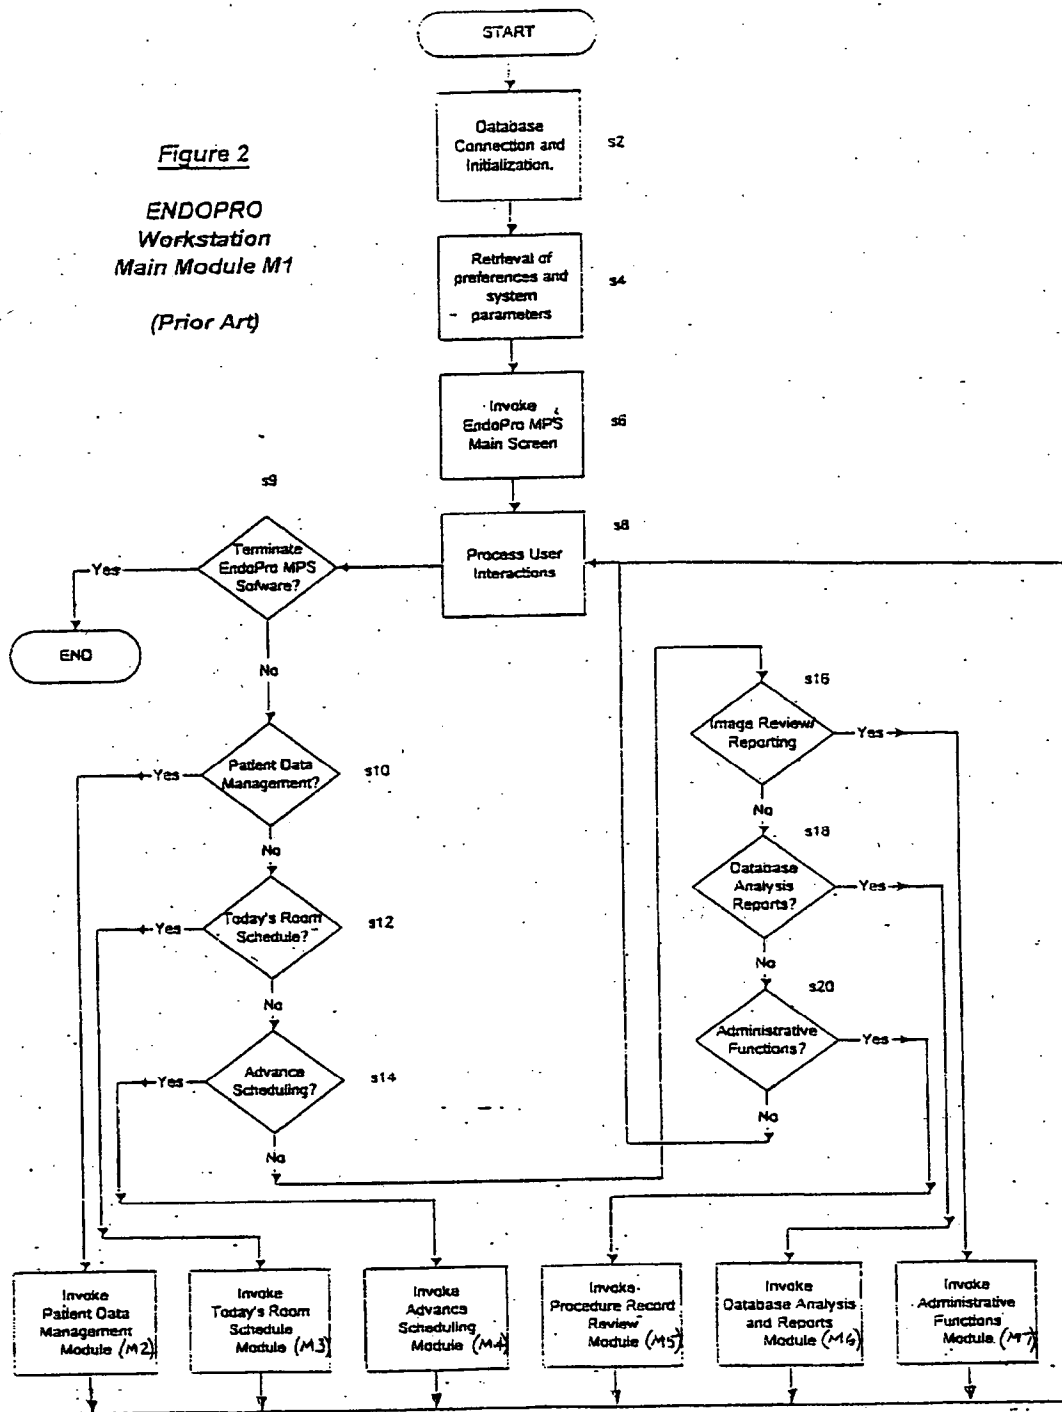 START
Database
Connection and
Initialization.
s2
Figure 2
ENDOPRO
Workstation
Main Module M1
(Prior Art)
Retrieval of
preferences and
system
parameters
s4
Invoke
EndoPro MPS
Main Screen
s6
s9
s8
Process User
Interactions
Terminate
EndoPro MPS
Sofware?
Yes
END
No
s16
Image Review/
Reporting
Yes
No
Patient Data
Management?
s10
Yes
No
s18
Database
Analysis
Reports?
Yes
No
Today's Room
Schedule?
s12
Yes
No
s20
Administrative
Functions?
Yes
No
Advance
Scheduling?
s14
Yes
No
Invoke
Patient Data
Management
Module (M2)
Invoke
Today's Room
Schedule
Module (M3)
Invoke
Advance
Scheduling
Module (M4)
Invoke
Procedure Record
Review
Module (M5)
Invoke
Database Analysis
and Reports
Module (M6)
Invoke
Administrative
Functions
Module (M7)